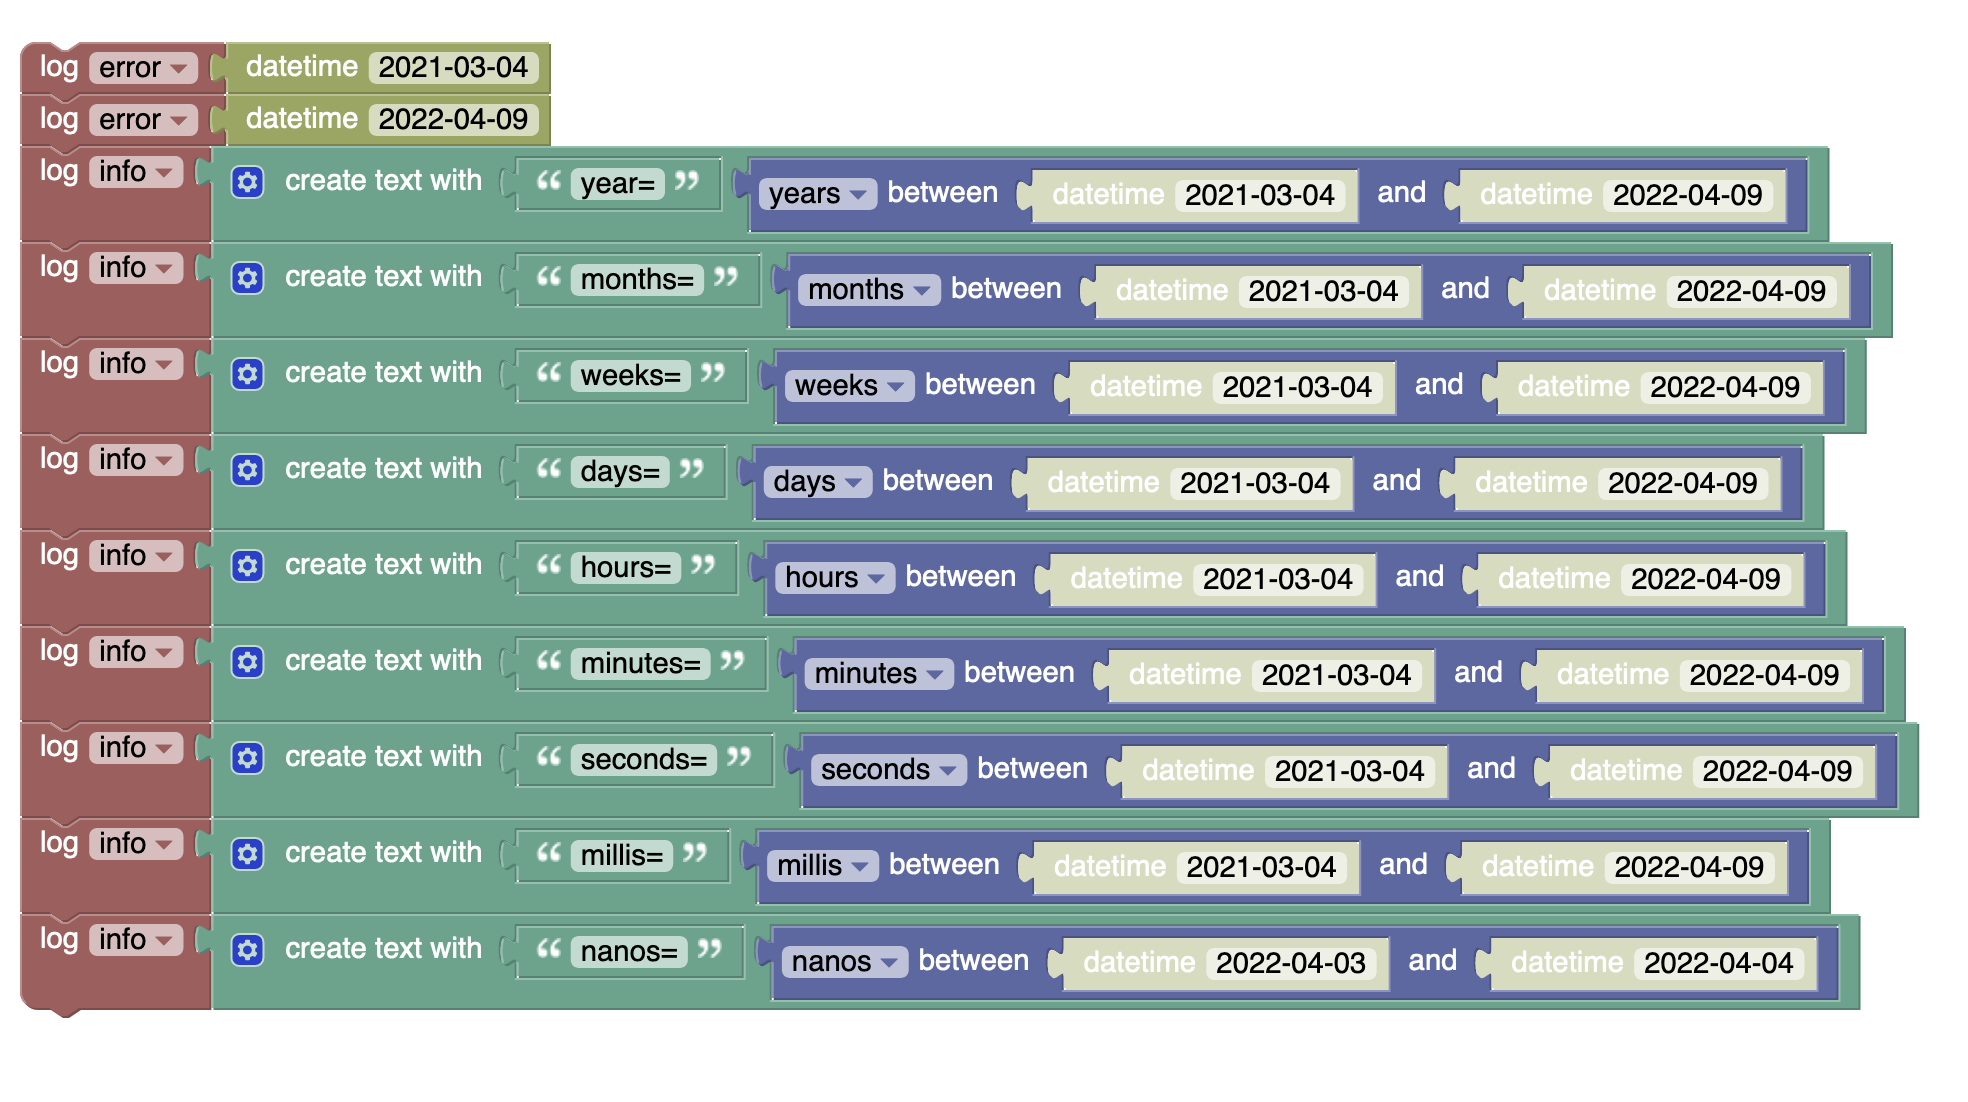 log error datetime 2021-03-04
log error datetime 2022-04-09
log info create text with “ year= ” years between datetime 2021-03-04 and datetime 2022-04-09
log info create text with “ months= ” months between datetime 2021-03-04 and datetime 2022-04-09
log info create text with “ weeks= ” weeks between datetime 2021-03-04 and datetime 2022-04-09
log info create text with “ days= ” days between datetime 2021-03-04 and datetime 2022-04-09
log info create text with “ hours= ” hours between datetime 2021-03-04 and datetime 2022-04-09
log info create text with “ minutes= ” minutes between datetime 2021-03-04 and datetime 2022-04-09
log info create text with “ seconds= ” seconds between datetime 2021-03-04 and datetime 2022-04-09
log info create text with “ millis= ” millis between datetime 2021-03-04 and datetime 2022-04-09
log info create text with “ nanos= ” nanos between datetime 2022-04-03 and datetime 2022-04-04